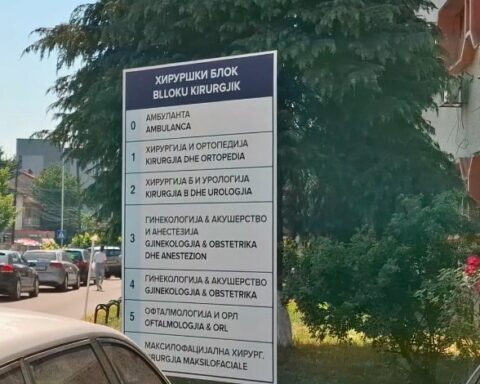 ХИРУРШКИ БЛОК
BLLOKU KIRURGJIK
0 АМБУЛАНТА
AMBULANCA
1 ХИРУРГИЈА И ОРТОПЕДИЈА
KIRURGJIA DHE ORTOPEDIA
2 ХИРУРГИЈА Б И УРОЛОГИЈА
KIRURGJIA B DHE UROLOGJIA
3 ГИНЕКОЛОГИЈА & АКУШЕРСТВО
И АНЕСТЕЗИЈА
GJINEKOLOGJIA & OBSTETRIKA
DHE ANESTEZION
4 ГИНЕКОЛОГИЈА & АКУШЕРСТВО
GJINEKOLOGJIA & OBSTETRIKA
5 ОФТАЛМОЛОГИЈА И ОРЛ
OFTALMOLOGJIA & ORL
МАКСИЛОФАЦИЈАЛНА ХИРУРГ.
KIRURGJIA MAKSILOFACIALE